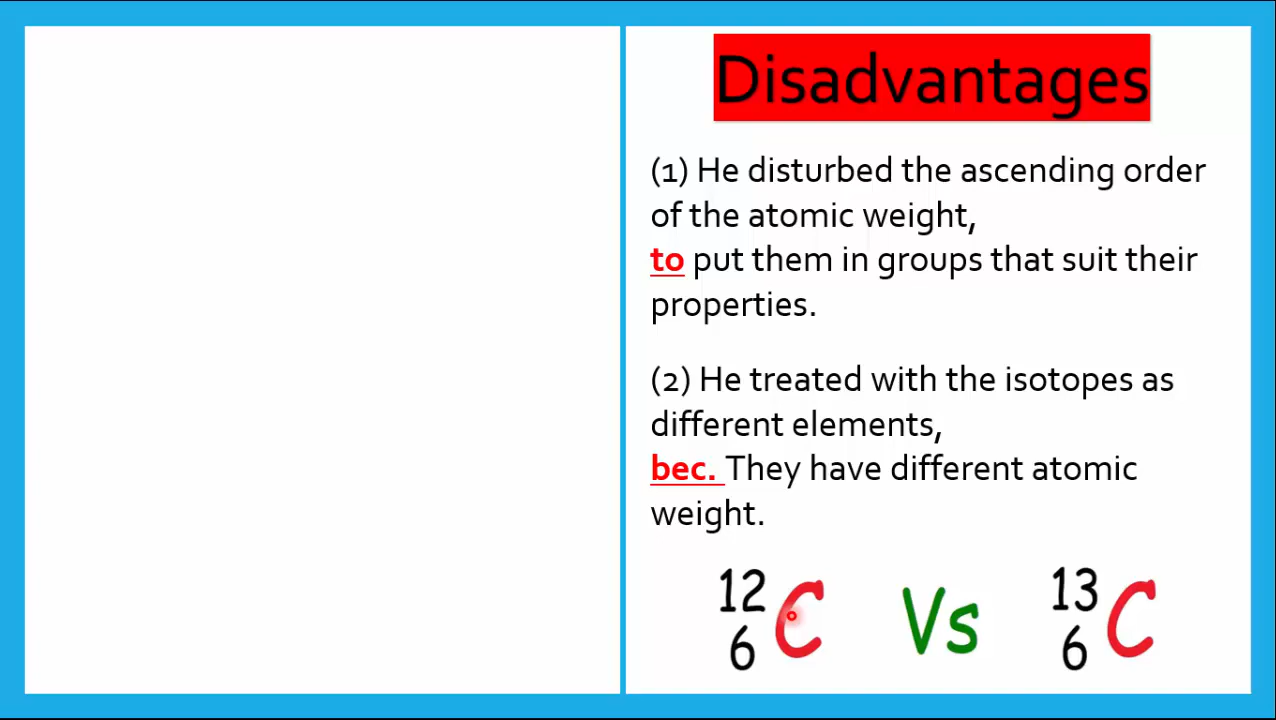 Disadvantages
(1) He disturbed the ascending order
of the atomic weight,
to put them in groups that suit their
properties.
(2) He treated with the isotopes as
different elements,
bec. They have different atomic
weight.
12 6 C Vs 13 6 C